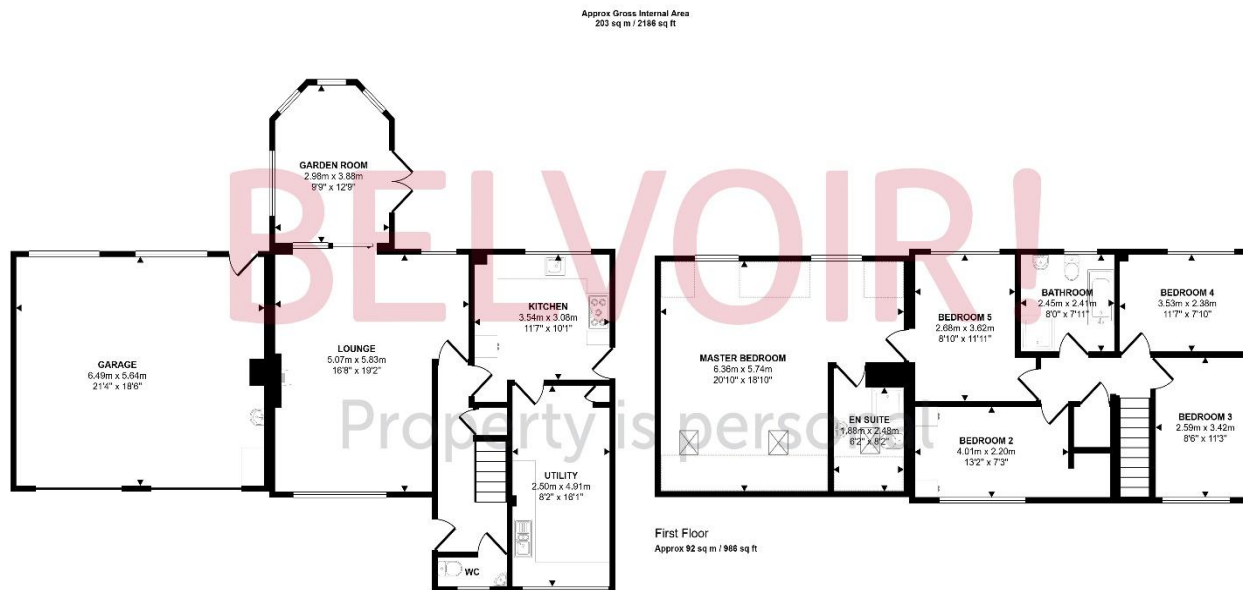 Approx Gross Internal Area
203 sq m / 2186 sq ft
BELVOIR!
Property is personal
GARDEN ROOM
2.98m x 3.88m
9'9" x 12'9"
GARAGE
6.49m x 5.64m
21'4" x 18'6"
LOUNGE
5.07m x 5.83m
16'8" x 19'2"
KITCHEN
3.54m x 3.08m
11'7" x 10'1"
UTILITY
2.50m x 4.91m
8'2" x 16'1"
WC
MASTER BEDROOM
6.36m x 5.74m
20'10" x 18'10"
EN SUITE
1.88m x 2.48m
6'2" x 8'2"
BEDROOM 5
2.68m x 3.62m
8'10" x 11'11"
BATHROOM
2.45m x 2.41m
8'0" x 7'11"
BEDROOM 4
3.53m x 2.38m
11'7" x 7'10"
BEDROOM 2
4.01m x 2.20m
13'2" x 7'3"
BEDROOM 3
2.59m x 3.42m
8'6" x 11'3"
First Floor
Approx 92 sq m / 986 sq ft